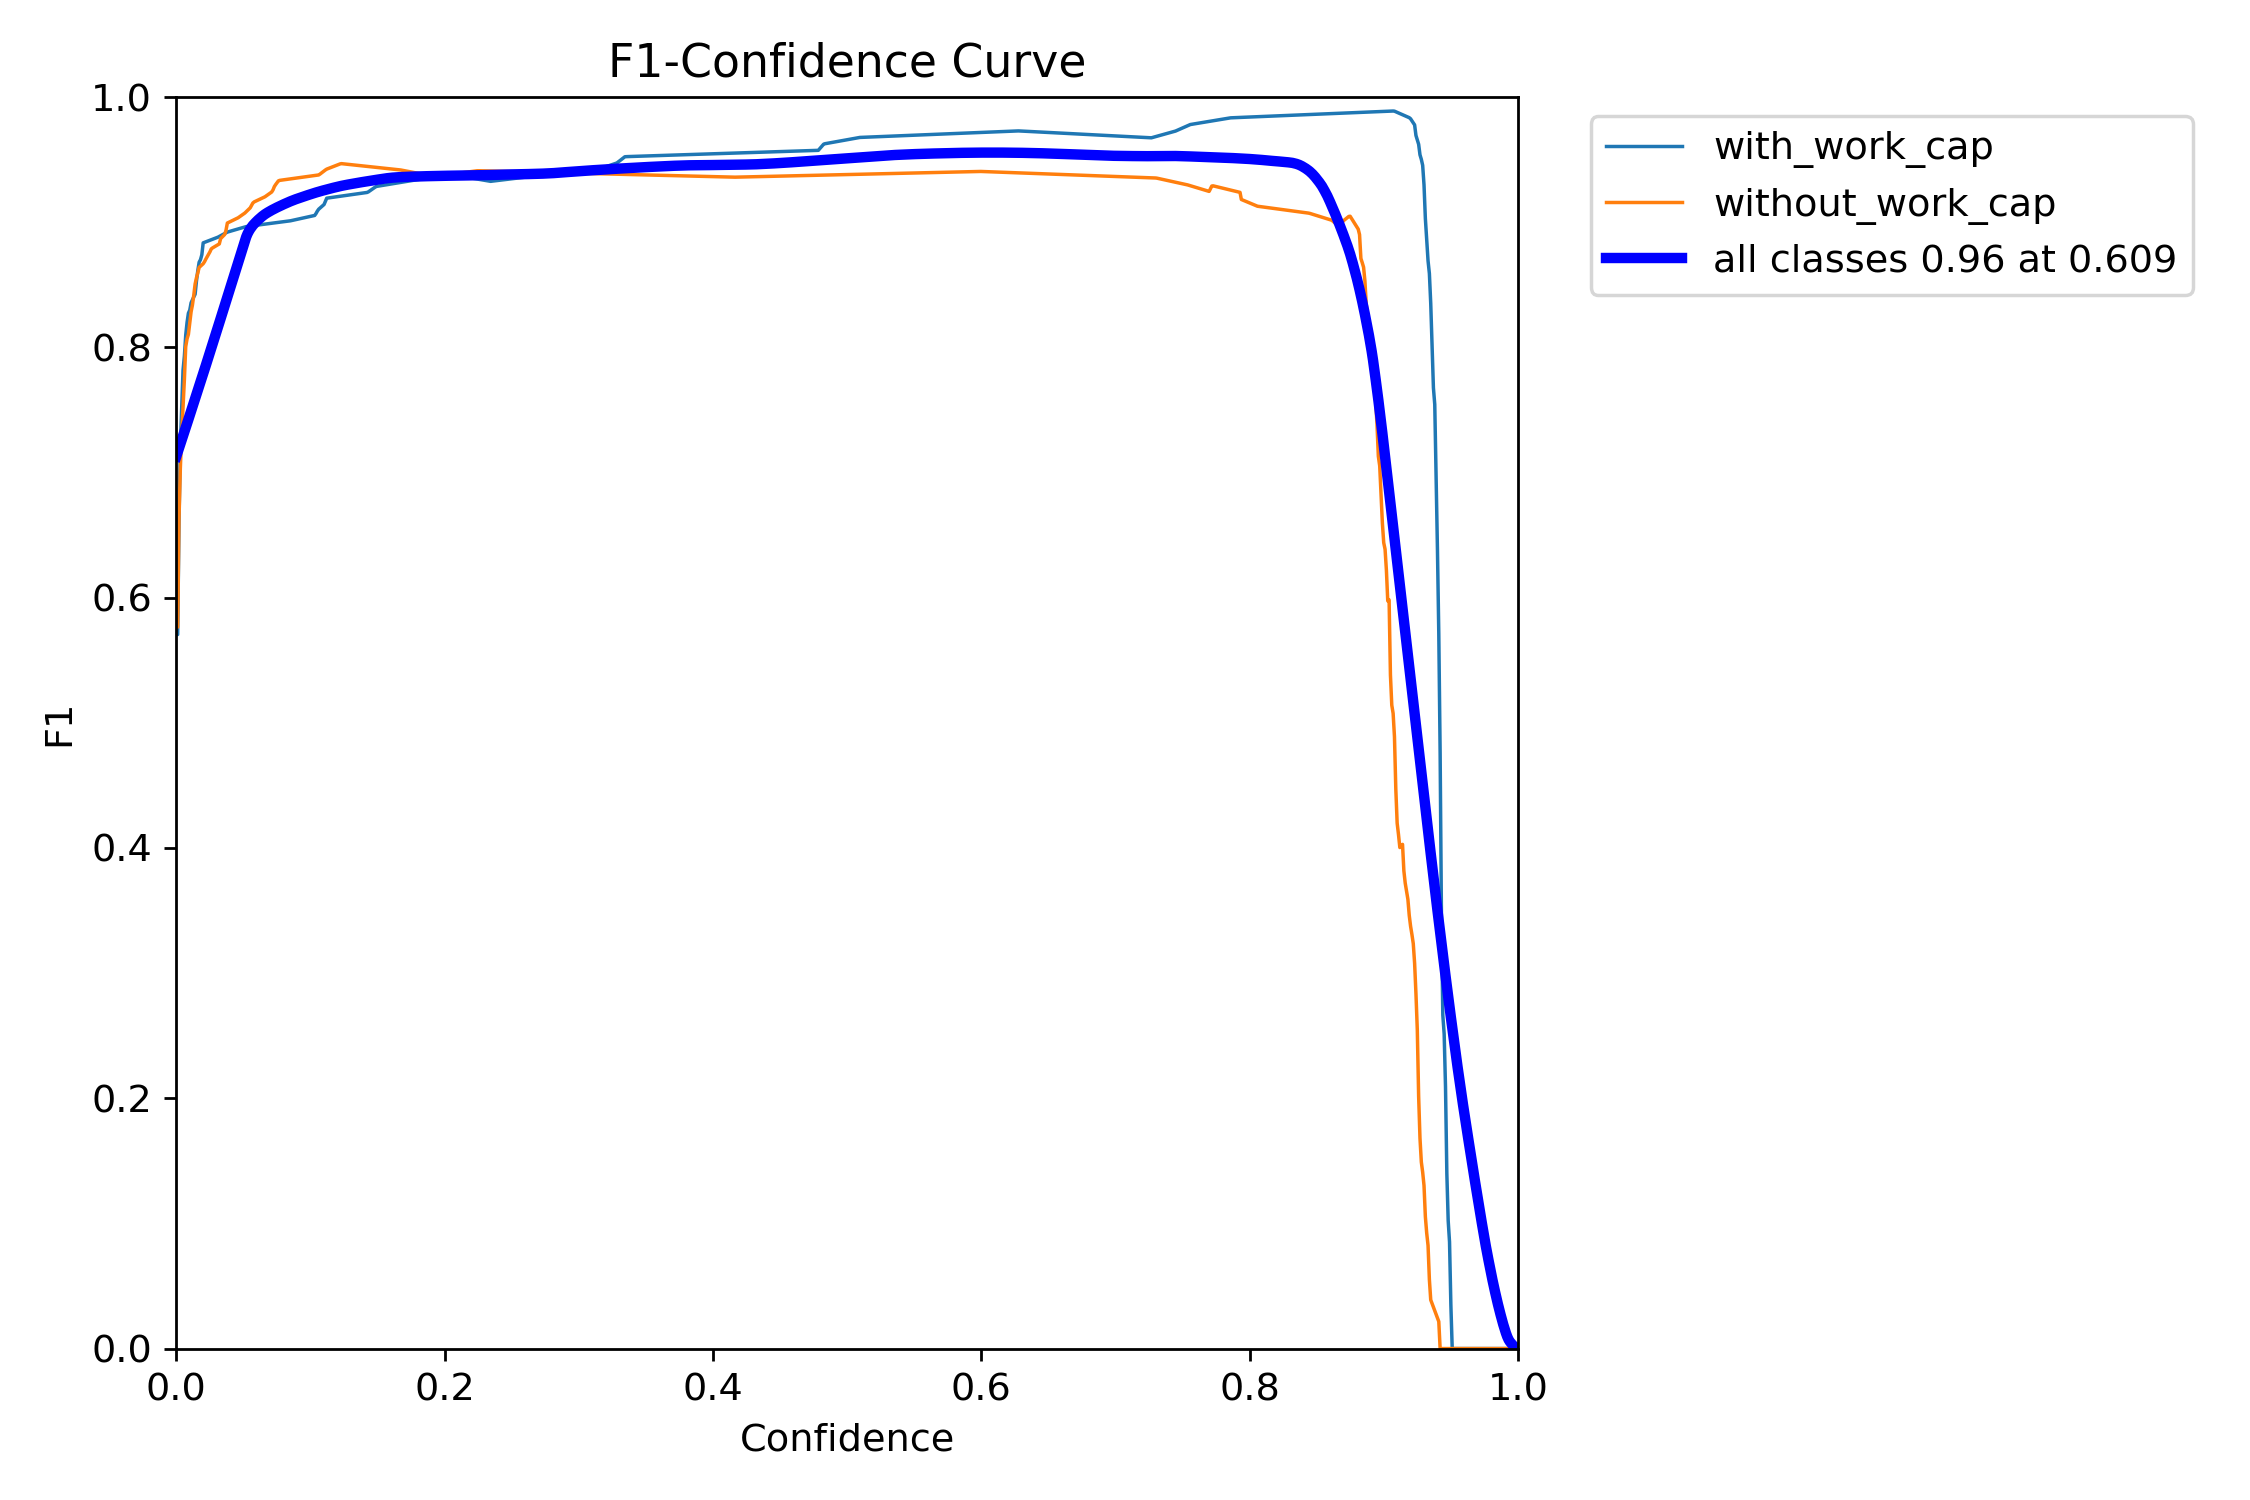 F1-Confidence Curve
with_work_cap
without_work_cap
all classes 0.96 at 0.609
1.0
0.8
0.6
0.4
0.2
0.0
F1
0.0 0.2 0.4 0.6 0.8 1.0
Confidence